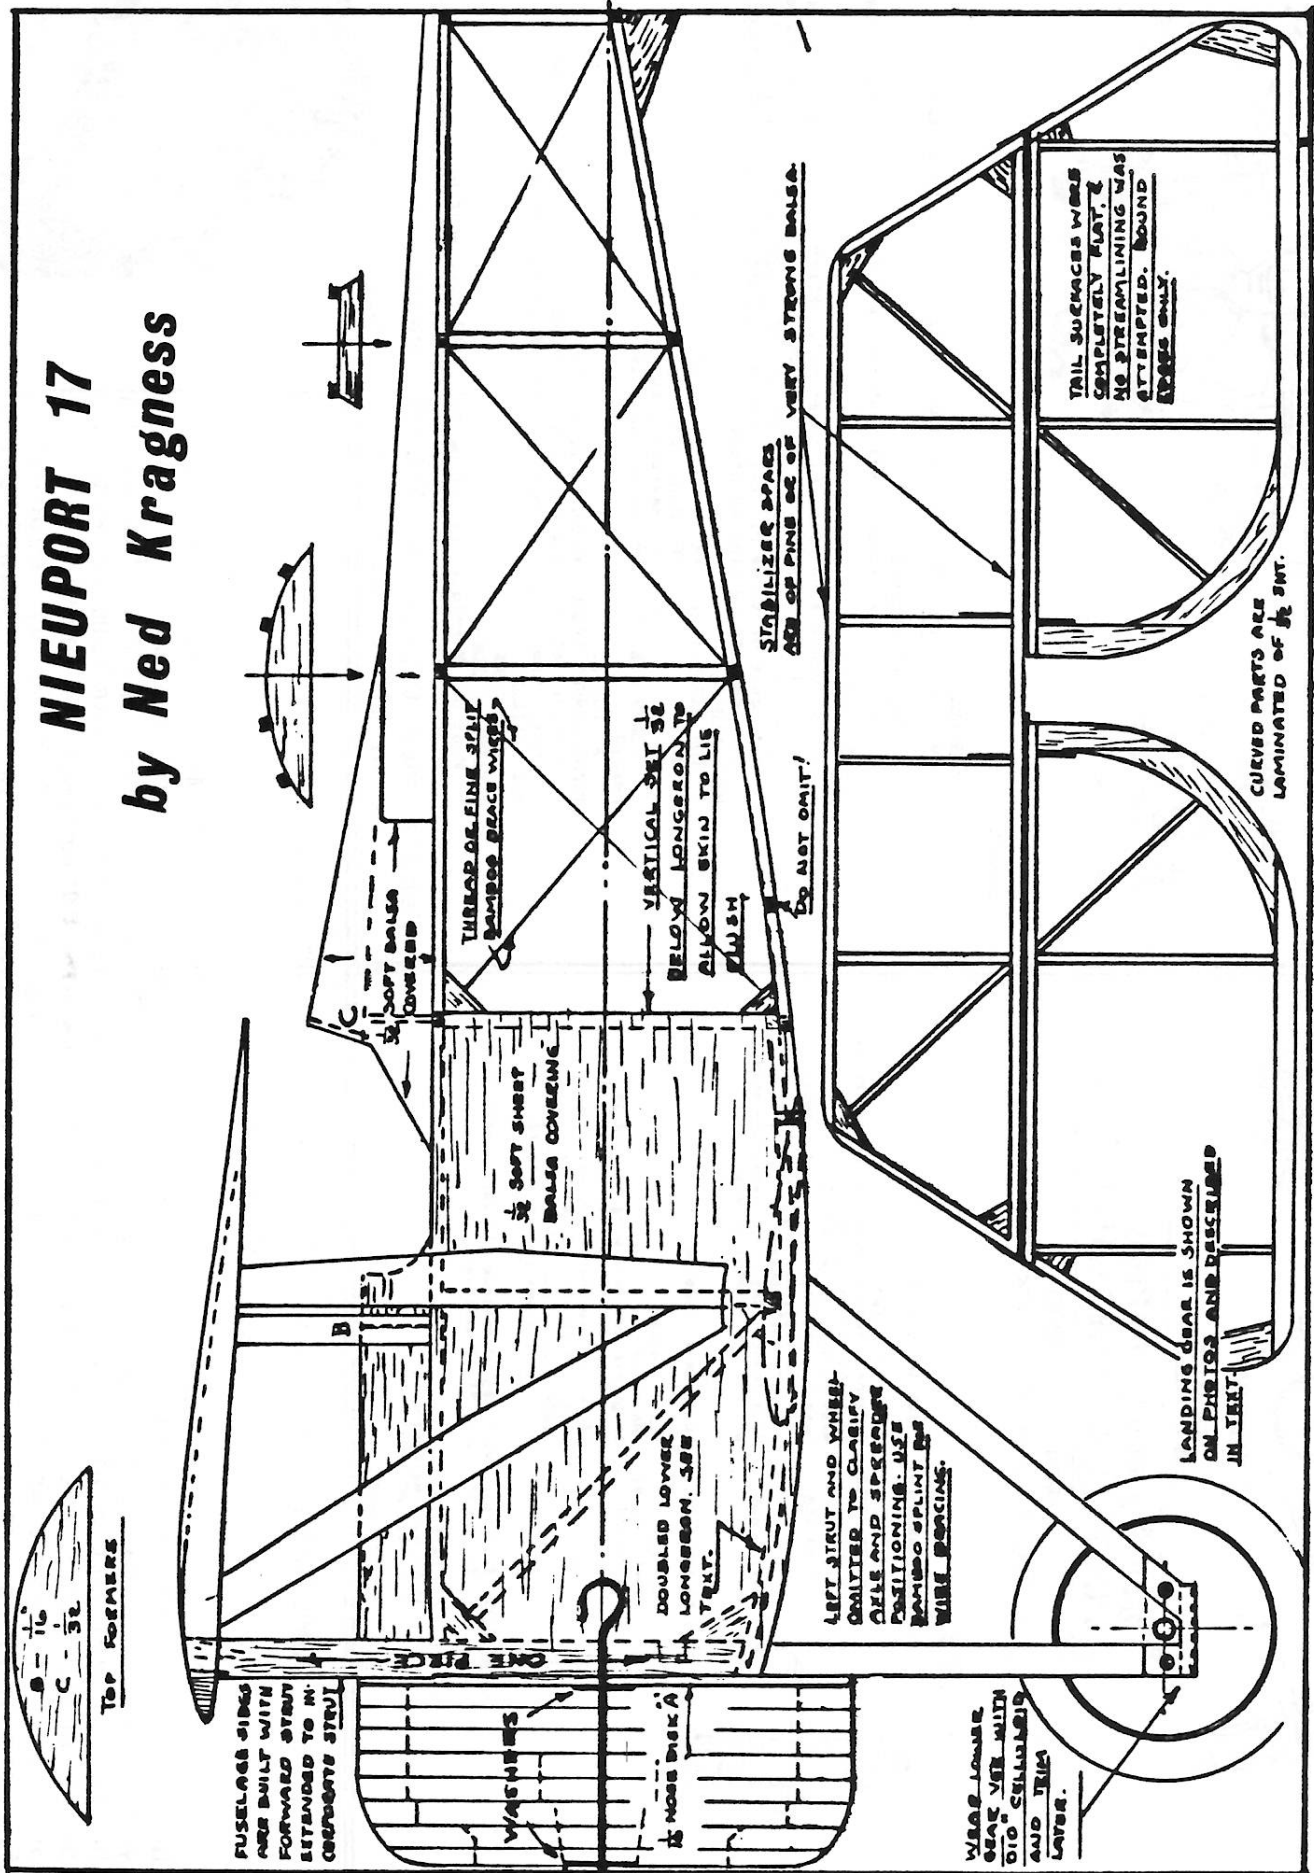 NIEUPORT 17
by Ned Kragness
B - 1/16"
C - 1/32
TOP FORMERS
FUSELAGE SIDES
ARE BUILT WITH
FORWARD STRUT
EXTENDED TO IN-
CORPORATE STRUT
ONE PIECE
WASHERS
1/16 NOSE DISK "A"
B
C
1/32 SOFT BALSA
COVERED
1/32 SOFT SHEET
BALSA COVERING
THREAD OR FINE SPLIT
BAMBOO BRACE WIRES
VERTICAL SET 1/32
BELOW LONGERON TO
ALLOW SKIN TO LIE
FLUSH
DO NOT OMIT!
DOUBLED LOWER
LONGERON. SEE
TEXT.
STABILIZER SPARS
ARE OF PINE OR OF VERY STRONG BALSA.
TAIL SURFACES WERE
COMPLETELY FLAT, &
NO STREAMLINING WAS
ATTEMPTED. ROUND
EDGES ONLY.
CURVED PARTS ARE
LAMINATED OF 1/32 SHT.
LEFT STRUT AND WHEEL
OMITTED TO CLARIFY
AXLE AND SPREADER
POSITIONING. USE
BAMBOO SPLINT FOR
WIRE BRACING.
LANDING GEAR IS SHOWN
ON PHOTOS AND DESCRIBED
IN TEXT.
WRAP LOWER
GEAR VEE WITH
.010" CELLULOID
AND TRIM
LATER.